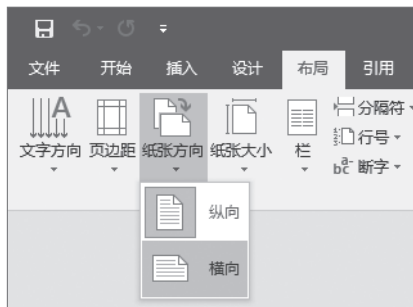 文件 开始 插入 设计 布局 引用
文字方向 页边距 纸张方向 纸张大小 栏
分隔符
行号
断字
纵向
横向